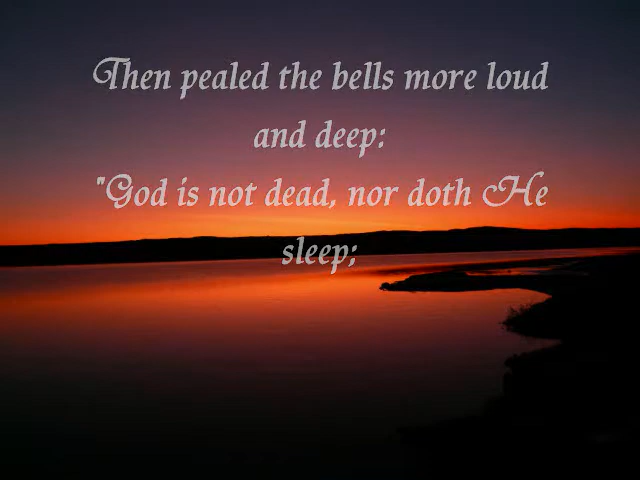 Then pealed the bells more loud
and deep:
"God is not dead, nor doth He
sleep;